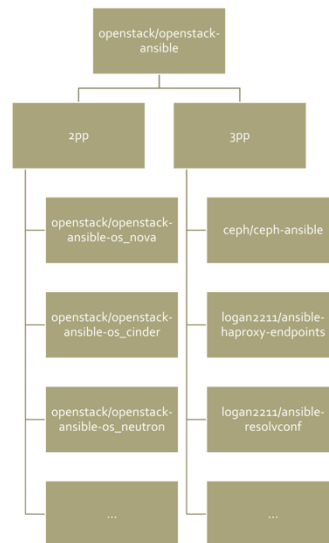 openstack/openstack-
ansible
2pp
3pp
openstack/openstack-
ansible-os_nova
openstack/openstack-
ansible-os_cinder
openstack/openstack-
ansible-os_neutron
...
ceph/ceph-ansible
logan2211/ansible-
haproxy-endpoints
logan2211/ansible-
resolvconf
...